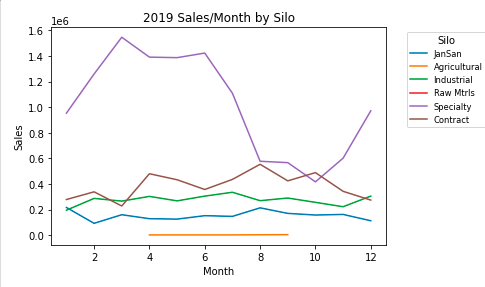 2019 Sales/Month by Silo
1e6
1.6
1.4
1.2
1.0
0.8
0.6
0.4
0.2
0.0
Sales
2
4
6
8
10
12
Month
Silo
JanSan
Agricultural
Industrial
Raw Mtrls
Specialty
Contract